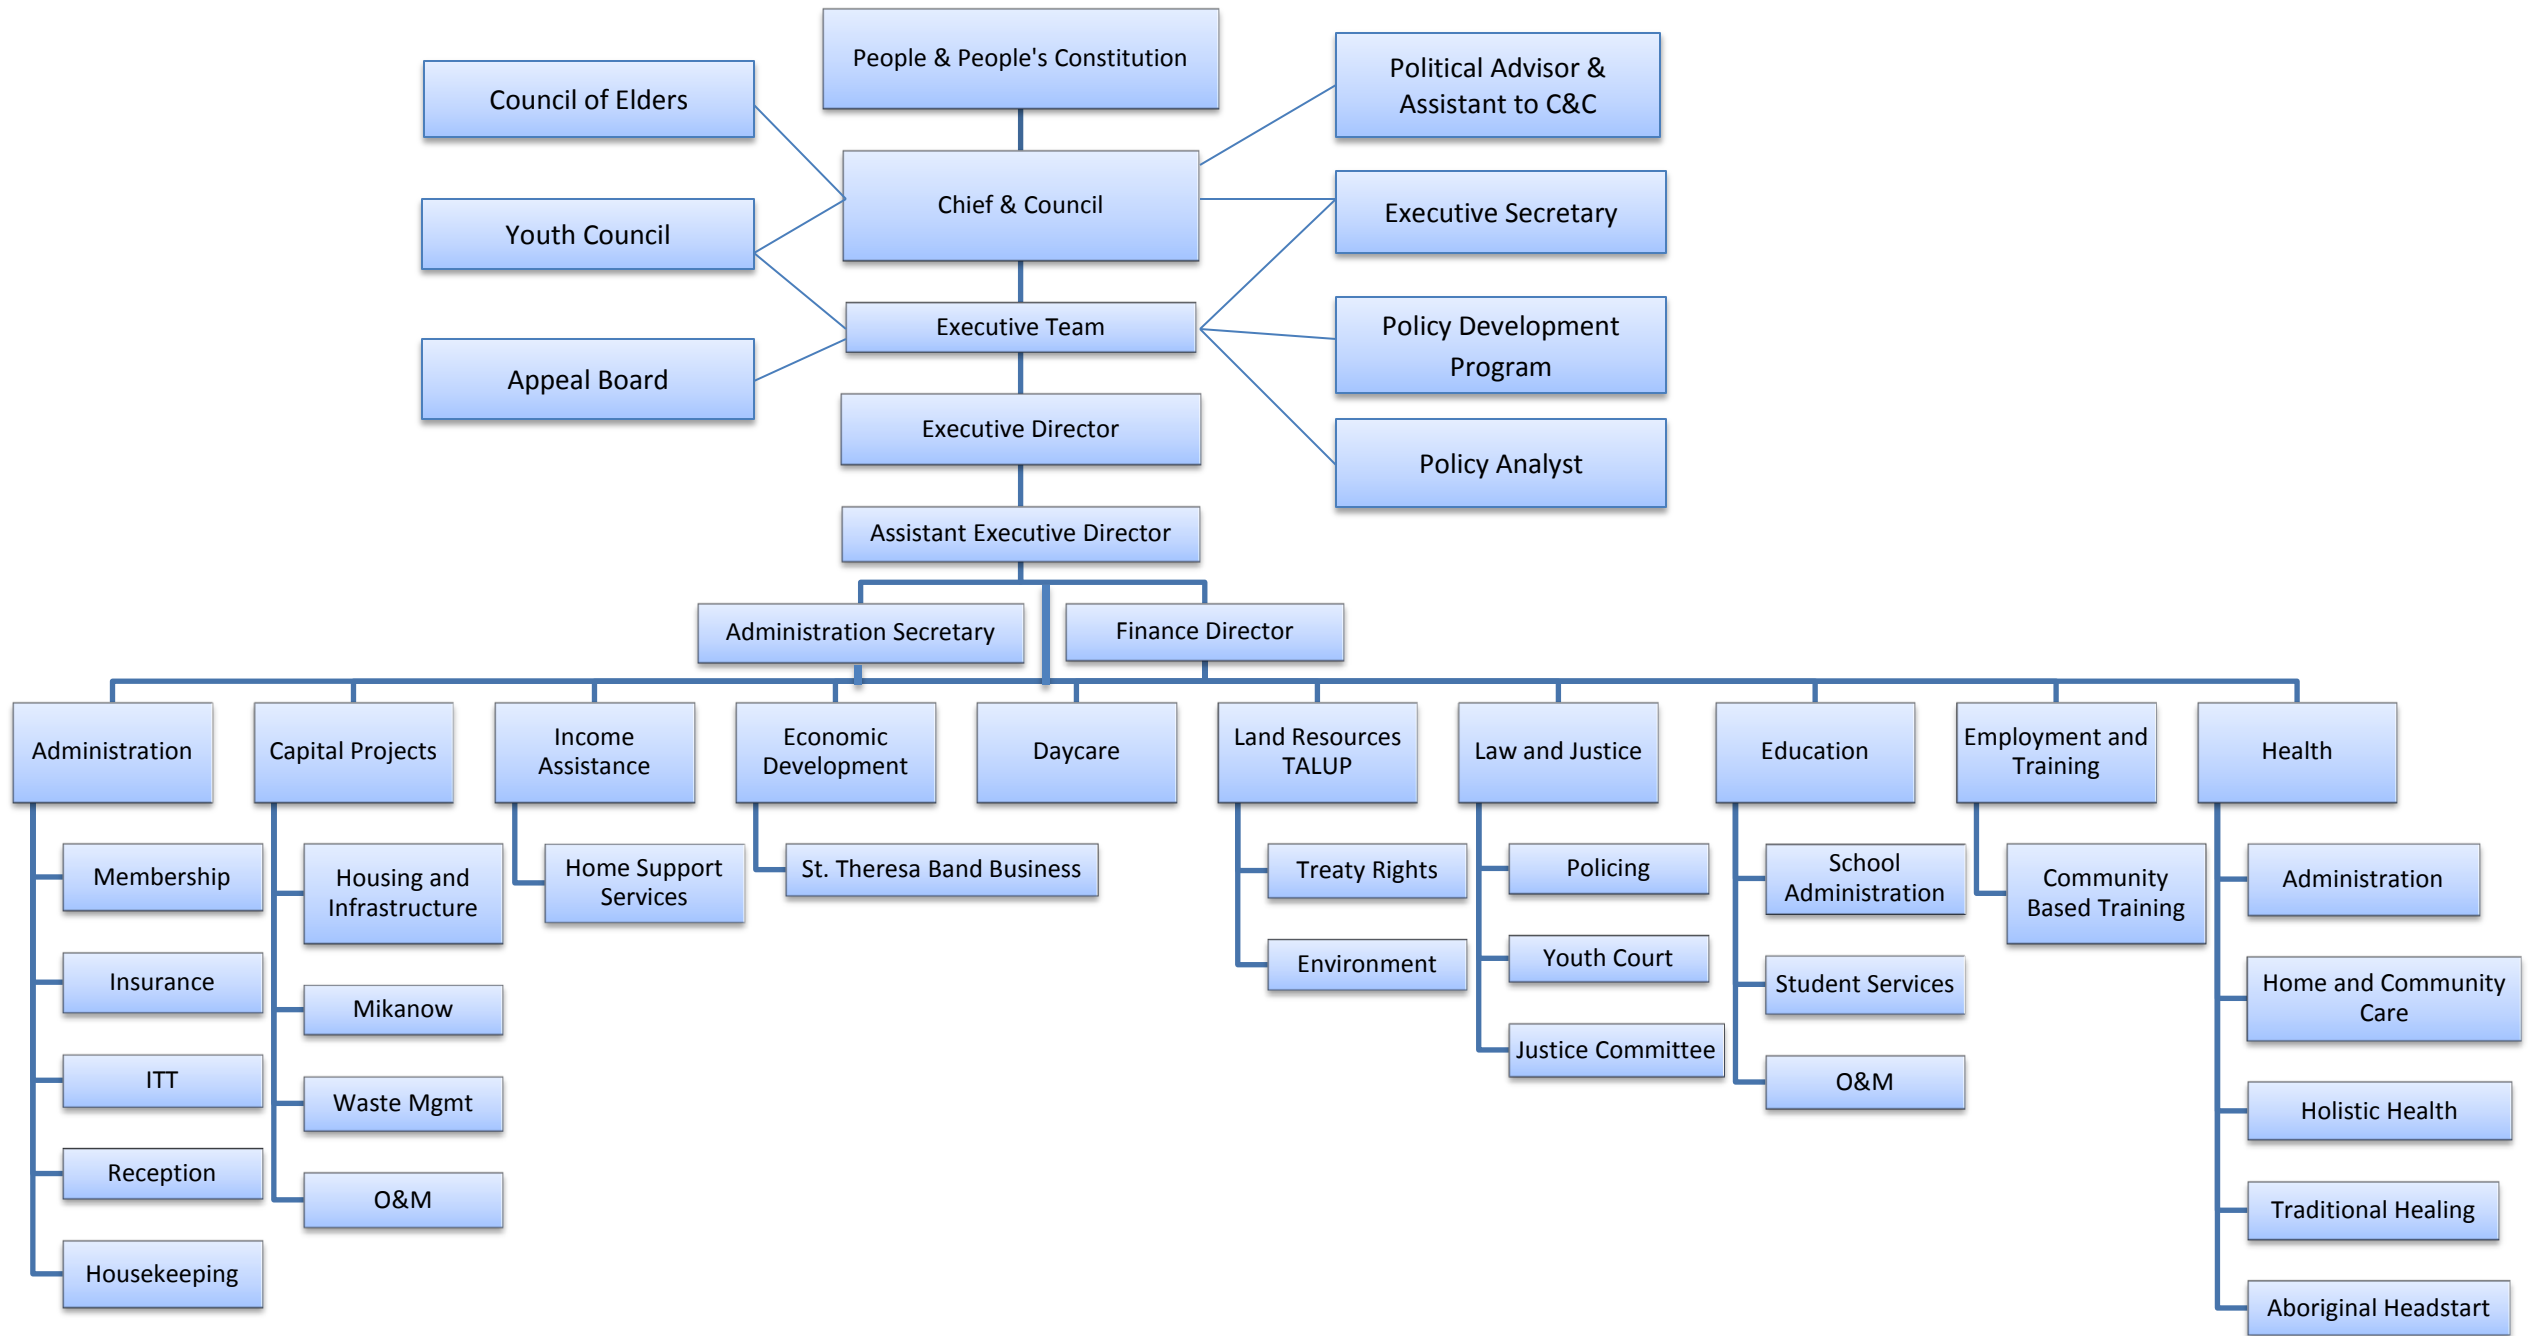 People & People's Constitution
Political Advisor &
Assistant to C&C
Council of Elders
Chief & Council
Executive Secretary
Youth Council
Executive Team
Policy Development
Program
Appeal Board
Executive Director
Policy Analyst
Assistant Executive Director
Administration Secretary
Finance Director
Administration
Capital Projects
Income
Assistance
Economic
Development
Daycare
Land Resources
TALUP
Law and Justice
Education
Employment and
Training
Health
Membership
Insurance
ITT
Reception
Housekeeping
Housing and
Infrastructure
Mikanow
Waste Mgmt
O&M
Home Support
Services
St. Theresa Band Business
Treaty Rights
Environment
Policing
Youth Court
Justice Committee
School
Administration
Student Services
O&M
Community
Based Training
Administration
Home and Community
Care
Holistic Health
Traditional Healing
Aboriginal Headstart